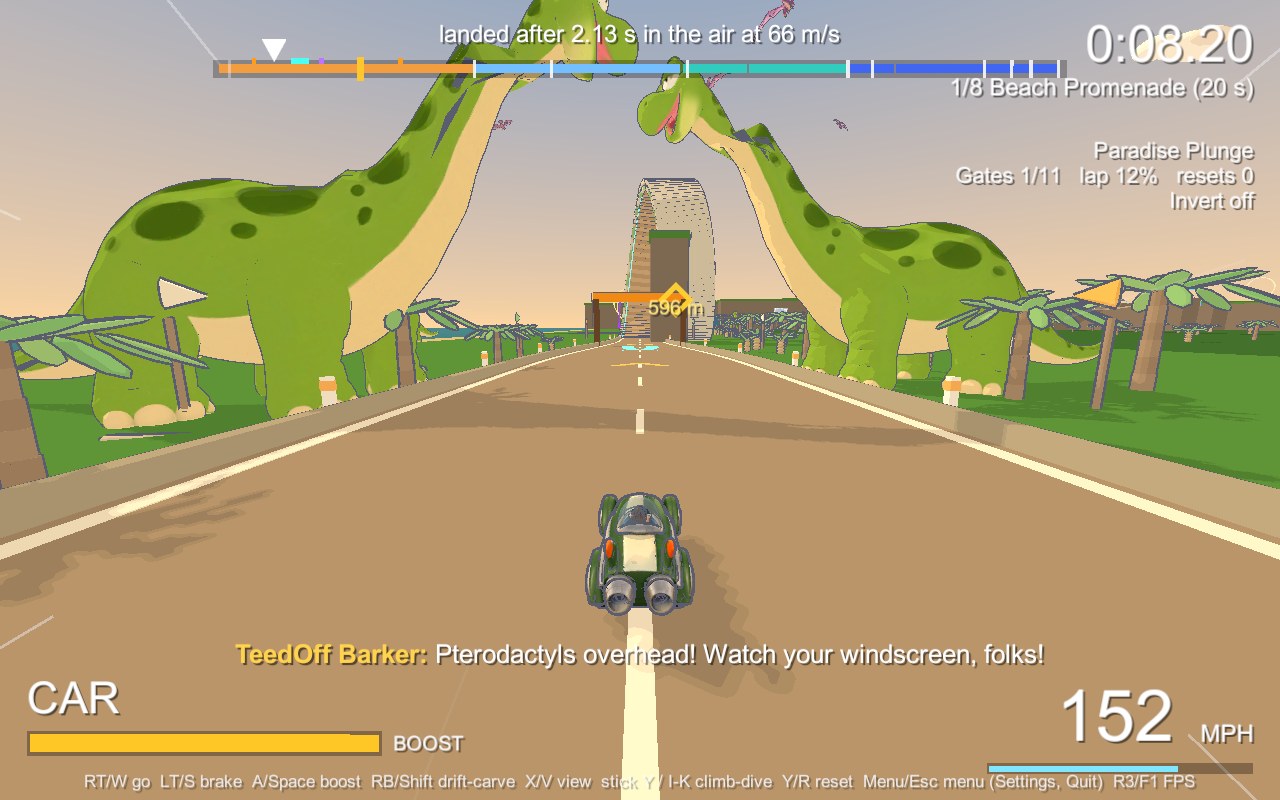 landed after 2.13 s in the air at 66 m/s
0:08.20
1/8 Beach Promenade (20 s)
Paradise Plunge
Gates 1/11 lap 12% resets 0
Invert off
596 m
TeedOff Barker: Pterodactyls overhead! Watch your windscreen, folks!
CAR
BOOST
152 MPH
RT/W go LT/S brake A/Space boost RB/Shift drift-carve X/V view stick Y / I-K climb-dive Y/R reset Menu/Esc menu (Settings, Quit) R3/F1 FPS